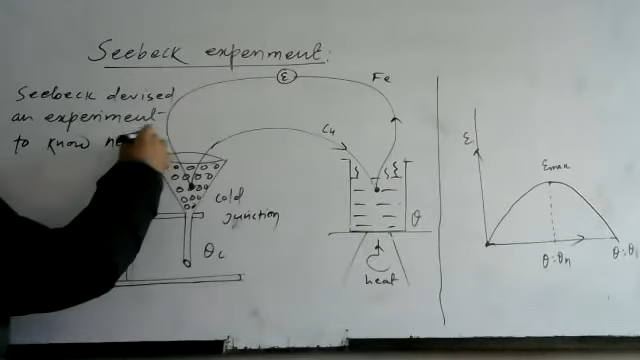 Seebeck experiment:
Seebeck devised
an experiment
to know
ε
Fe
Cu
cold
junction
θc
θ
heat
ε
εmax
θ=θn
θ=θi